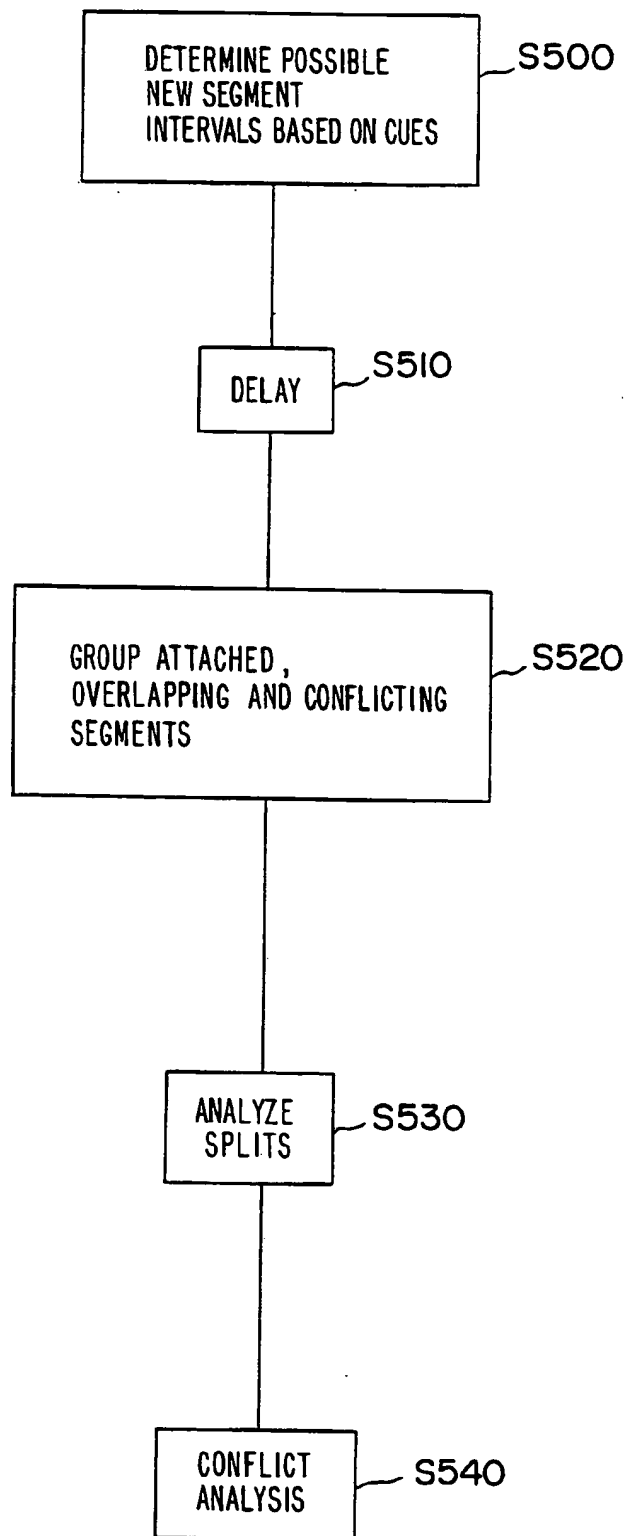 DETERMINE POSSIBLE
NEW SEGMENT
INTERVALS BASED ON CUES
S500
DELAY
S510
GROUP ATTACHED,
OVERLAPPING AND CONFLICTING
SEGMENTS
S520
ANALYZE
SPLITS
S530
CONFLICT
ANALYSIS
S540